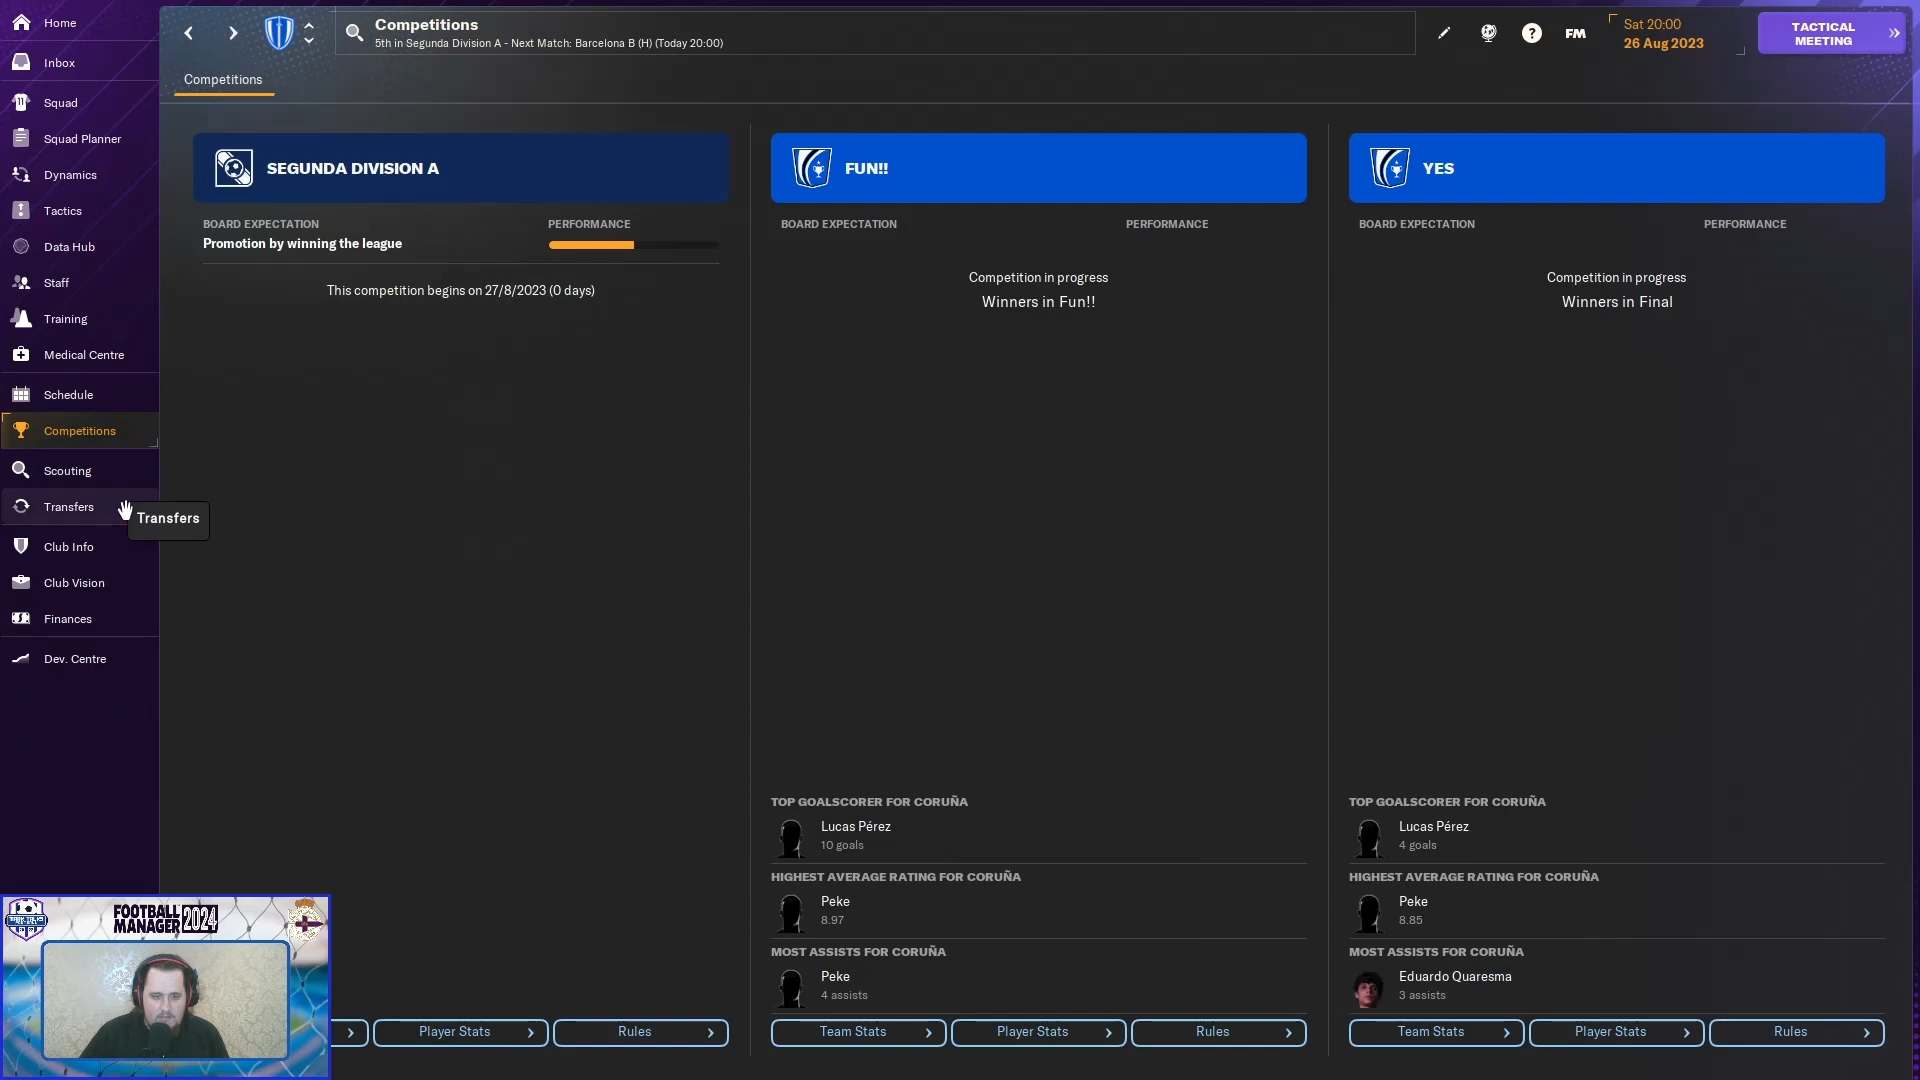 Home
Inbox
Squad
Squad Planner
Dynamics
Tactics
Data Hub
Staff
Training
Medical Centre
Schedule
Competitions
Scouting
Transfers
Transfers
Club Info
Club Vision
Finances
Dev. Centre
Competitions
5th in Segunda Division A - Next Match: Barcelona B (H) (Today 20:00)
FM
Sat 20:00
26 Aug 2023
TACTICAL
MEETING
Competitions
SEGUNDA DIVISION A
BOARD EXPECTATION
PERFORMANCE
Promotion by winning the league
This competition begins on 27/8/2023 (0 days)
Player Stats
Rules
FUN!!
BOARD EXPECTATION
PERFORMANCE
Competition in progress
Winners in Fun!!
TOP GOALSCORER FOR CORUÑA
Lucas Pérez
10 goals
HIGHEST AVERAGE RATING FOR CORUÑA
Peke
8.97
MOST ASSISTS FOR CORUÑA
Peke
4 assists
Team Stats
Player Stats
Rules
YES
BOARD EXPECTATION
PERFORMANCE
Competition in progress
Winners in Final
TOP GOALSCORER FOR CORUÑA
Lucas Pérez
4 goals
HIGHEST AVERAGE RATING FOR CORUÑA
Peke
8.85
MOST ASSISTS FOR CORUÑA
Eduardo Quaresma
3 assists
Team Stats
Player Stats
Rules
FOOTBALL
MANAGER 2024